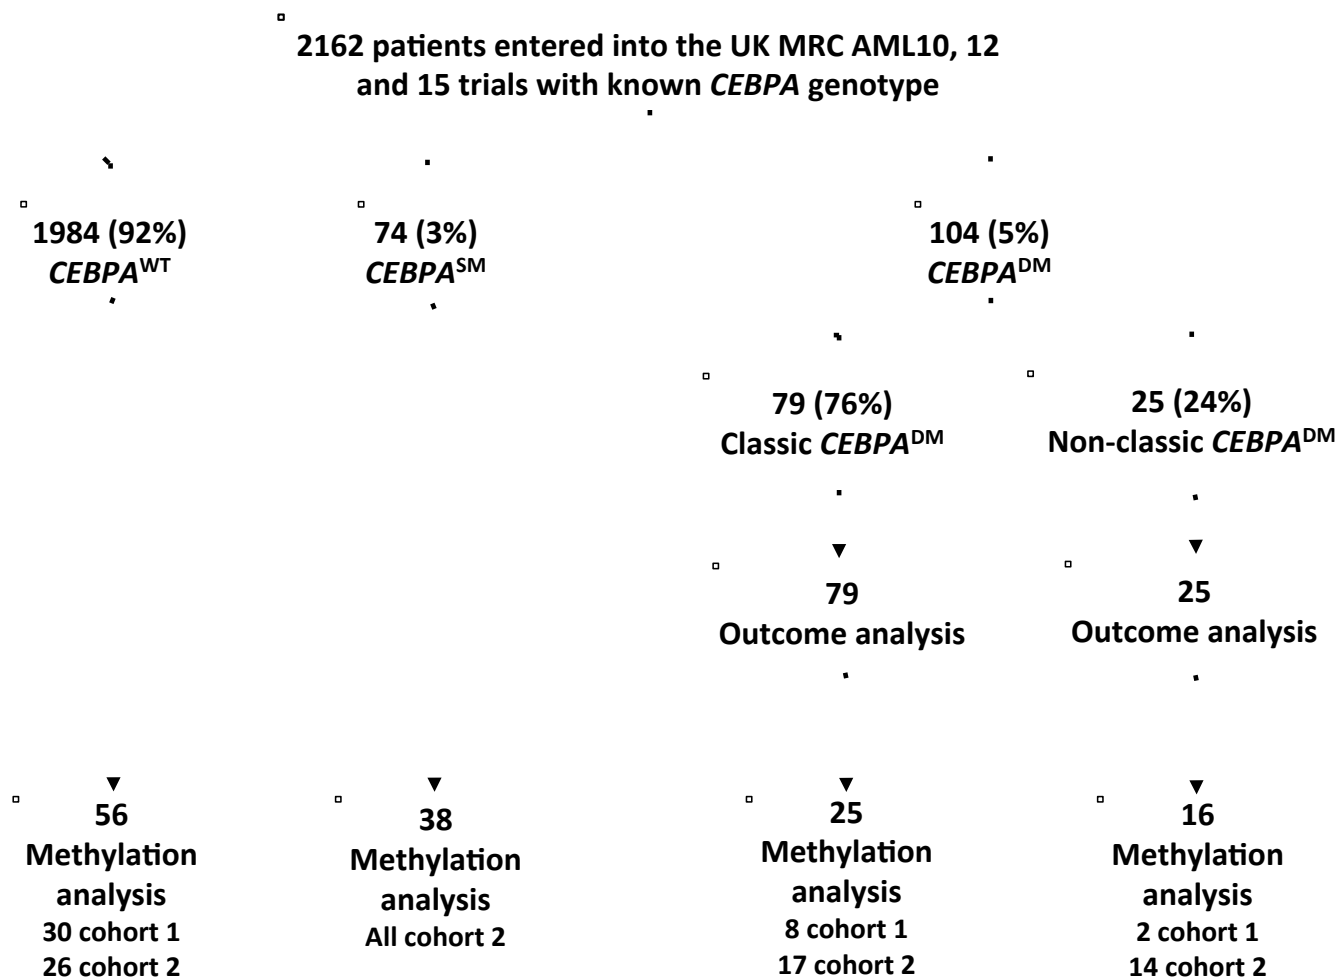 2162 patients entered into the UK MRC AML10, 12
and 15 trials with known CEBPA genotype
1984 (92%)
CEBPAWT
74 (3%)
CEBPASM
104 (5%)
CEBPADM
79 (76%)
Classic CEBPADM
25 (24%)
Non-classic CEBPADM
79
Outcome analysis
25
Outcome analysis
56
Methylation
analysis
30 cohort 1
26 cohort 2
38
Methylation
analysis
All cohort 2
25
Methylation
analysis
8 cohort 1
17 cohort 2
16
Methylation
analysis
2 cohort 1
14 cohort 2